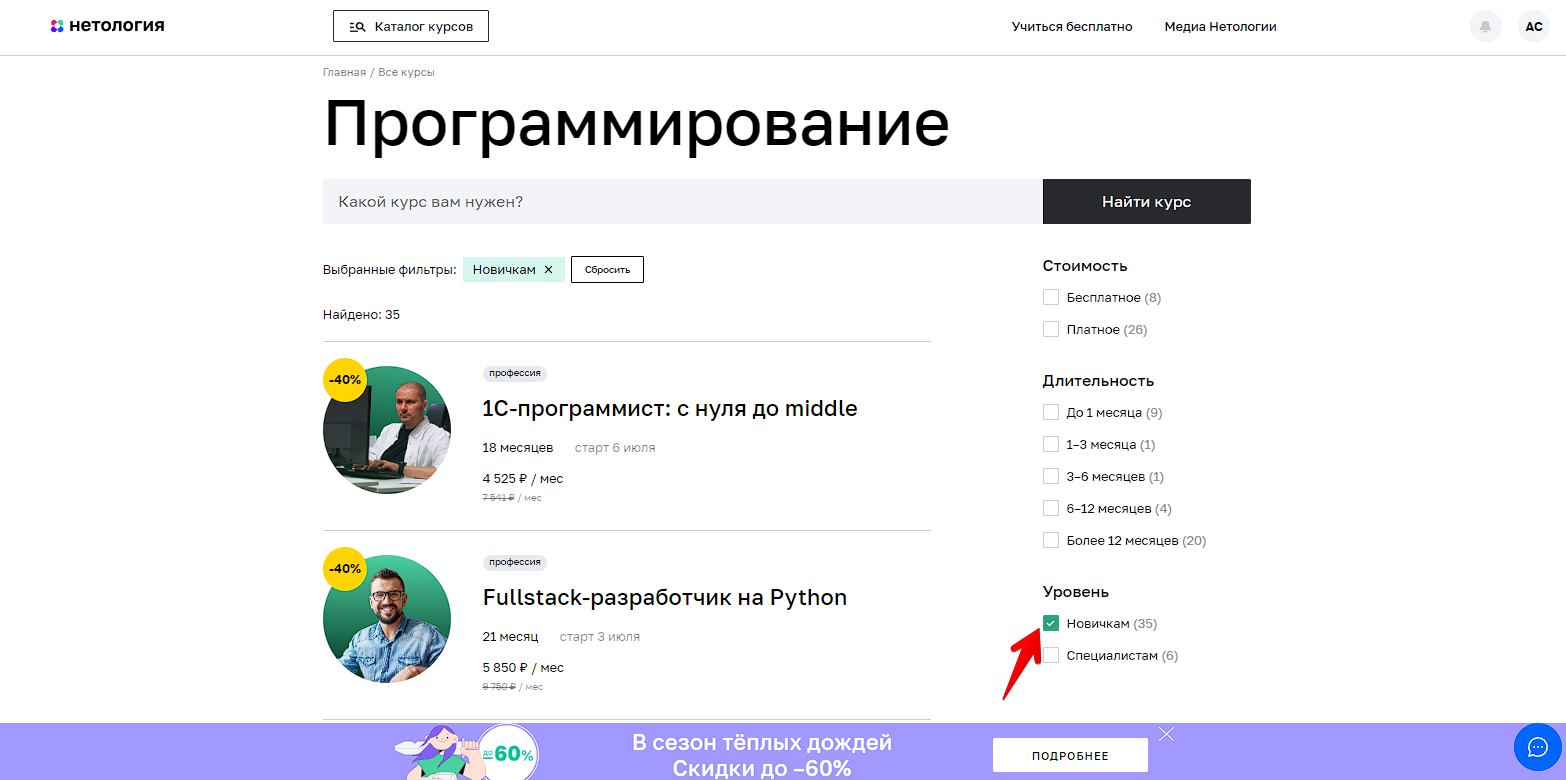 нетология
Каталог курсов
Учиться бесплатно
Медиа Нетологии
АС
Главная / Все курсы
Программирование
Какой курс вам нужен?
Найти курс
Выбранные фильтры: Новичкам ✕ Сбросить
Найдено: 35
-40%
профессия
1C-программист: с нуля до middle
18 месяцев старт 6 июля
4 525 ₽ / мес
7 541 ₽ / мес
-40%
профессия
Fullstack-разработчик на Python
21 месяц старт 3 июля
5 850 ₽ / мес
9 750 ₽ / мес
Стоимость
Бесплатное (8)
Платное (26)
Длительность
До 1 месяца (9)
1–3 месяца (1)
3–6 месяцев (1)
6–12 месяцев (4)
Более 12 месяцев (20)
Уровень
Новичкам (35)
Специалистам (6)
до 60%
В сезон тёплых дождей
Скидки до –60%
ПОДРОБНЕЕ